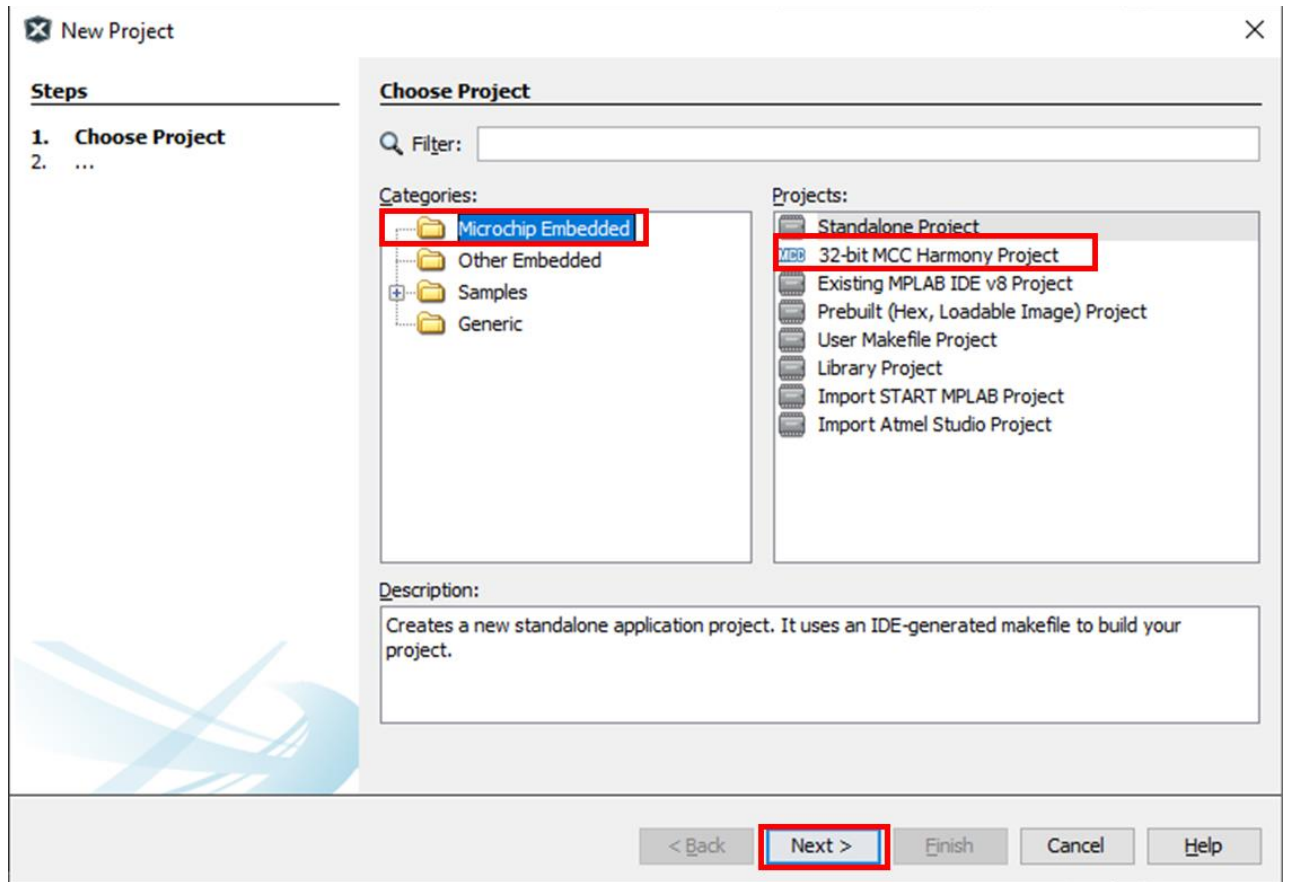 New Project
Steps
1. Choose Project
2. ...
Choose Project
Filter:
Categories:
Microchip Embedded
Other Embedded
Samples
Generic
Projects:
Standalone Project
MCC 32-bit MCC Harmony Project
Existing MPLAB IDE v8 Project
Prebuilt (Hex, Loadable Image) Project
User Makefile Project
Library Project
Import START MPLAB Project
Import Atmel Studio Project
Description:
Creates a new standalone application project. It uses an IDE-generated makefile to build your
project.
< Back
Next >
Finish
Cancel
Help